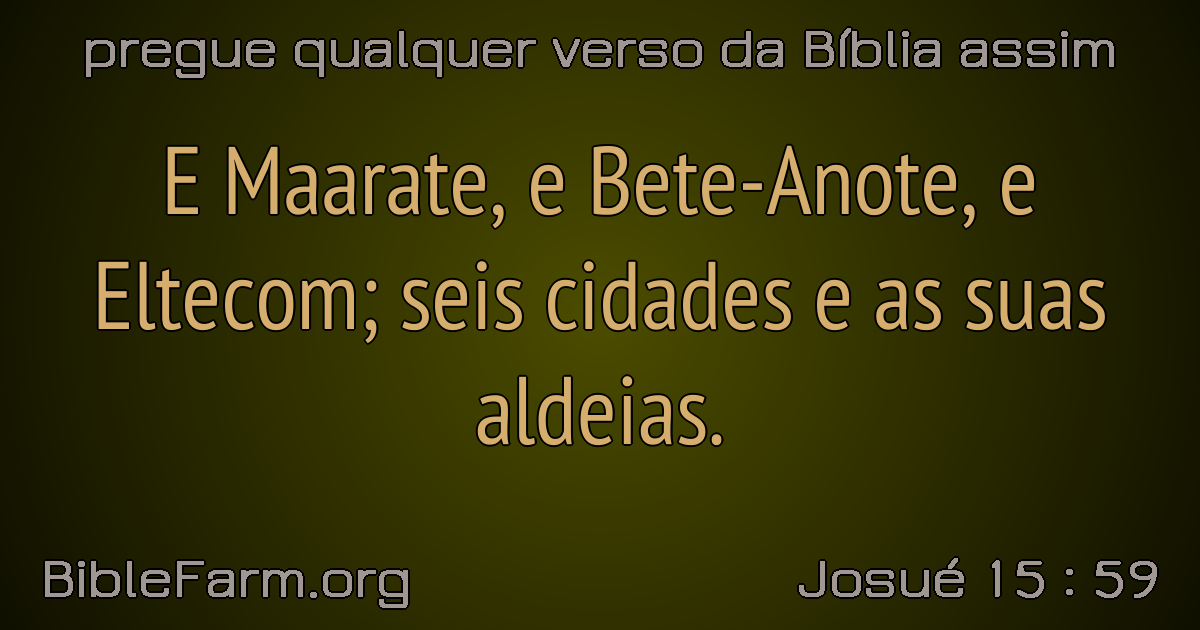 pregue qualquer verso da Bíblia assim
E Maarate, e Bete-Anote, e
Eltecom; seis cidades e as suas
aldeias.
BibleFarm.org
Josué 15 : 59